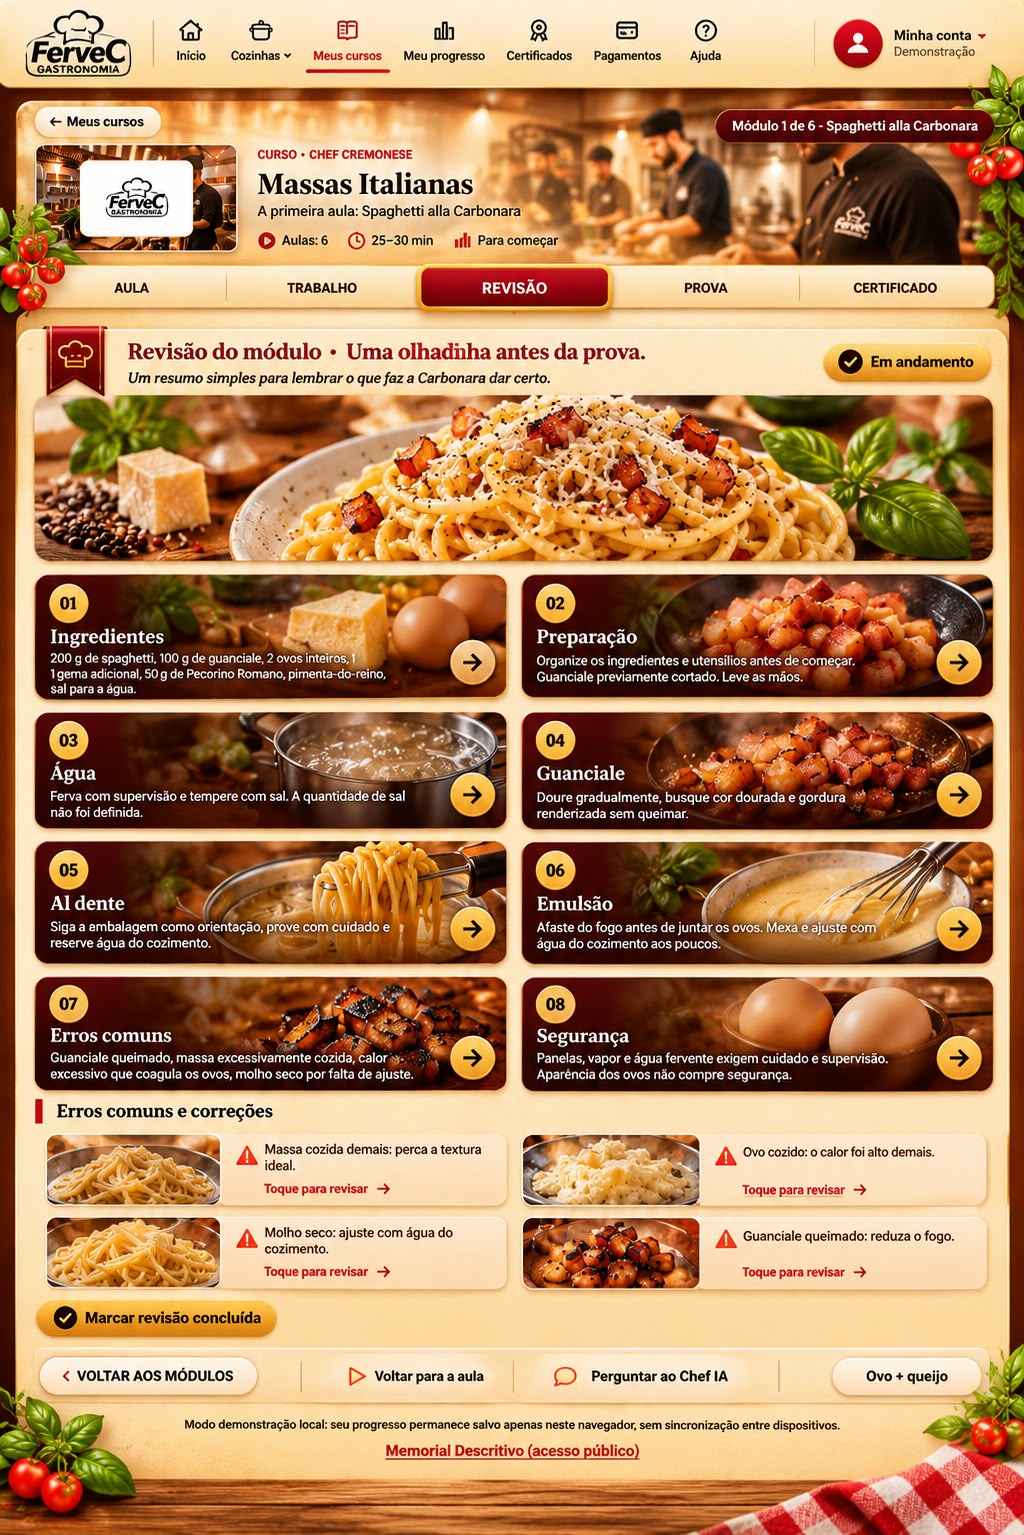 FerveC
GASTRONOMIA
Início
Cozinhas
Meus cursos
Meu progresso
Certificados
Pagamentos
Ajuda
Minha conta
Demonstração
← Meus cursos
Módulo 1 de 6 - Spaghetti alla Carbonara
FerveC
GASTRONOMIA
CURSO • CHEF CREMONESE
Massas Italianas
A primeira aula: Spaghetti alla Carbonara
Aulas: 6
25–30 min
Para começar
FerveC
AULA
TRABALHO
REVISÃO
PROVA
CERTIFICADO
Revisão do módulo • Uma olhadinha antes da prova.
Um resumo simples para lembrar o que faz a Carbonara dar certo.
Em andamento
01
Ingredientes
200 g de spaghetti, 100 g de guanciale, 2 ovos inteiros, 1
1 gema adicional, 50 g de Pecorino Romano, pimenta-do-reino,
sal para a água.
02
Preparação
Organize os ingredientes e utensílios antes de começar.
Guanciale previamente cortado. Leve as mãos.
03
Água
Ferva com supervisão e tempere com sal. A quantidade de sal
não foi definida.
04
Guanciale
Doure gradualmente, busque cor dourada e gordura
renderizada sem queimar.
05
Al dente
Siga a embalagem como orientação, prove com cuidado e
reserve água do cozimento.
06
Emulsão
Afaste do fogo antes de juntar os ovos. Mexa e ajuste com
água do cozimento aos poucos.
07
Erros comuns
Guanciale queimado, massa excessivamente cozida, calor
excessivo que coagula os ovos, molho seco por falta de ajuste.
08
Segurança
Panelas, vapor e água fervente exigem cuidado e supervisão.
Aparência dos ovos não compre segurança.
Erros comuns e correções
Massa cozida demais: perca a textura
ideal.
Toque para revisar →
Ovo cozido: o calor foi alto demais.
Toque para revisar →
Molho seco: ajuste com água do
cozimento.
Toque para revisar →
Guanciale queimado: reduza o fogo.
Toque para revisar →
Marcar revisão concluída
VOLTAR AOS MÓDULOS
Voltar para a aula
Perguntar ao Chef IA
Ovo + queijo
Modo demonstração local: seu progresso permanece salvo apenas neste navegador, sem sincronização entre dispositivos.
Memorial Descritivo (acesso público)